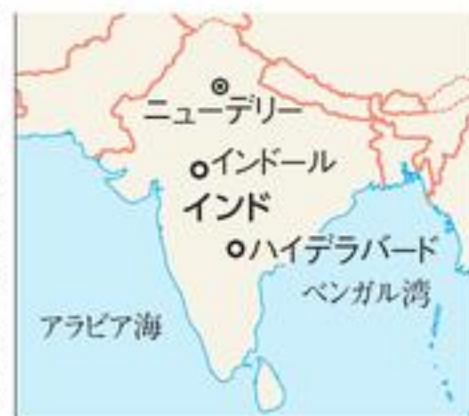 ニューデリー
インドール
インド
ハイデラバード
ベンガル湾
アラビア海